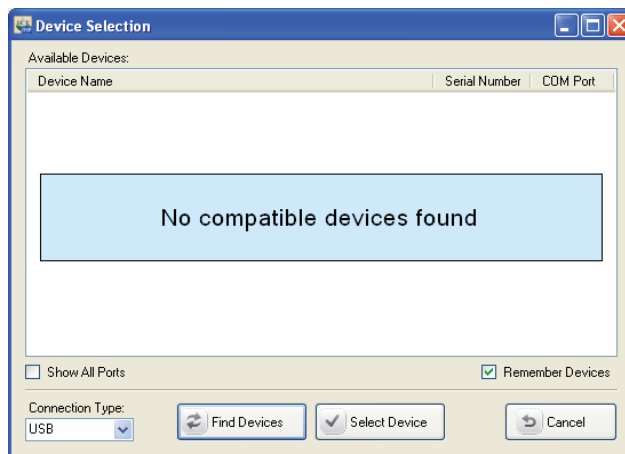 Device Selection
Available Devices:
Device Name Serial Number COM Port
No compatible devices found
Show All Ports Remember Devices
Connection Type:
USB Find Devices Select Device Cancel